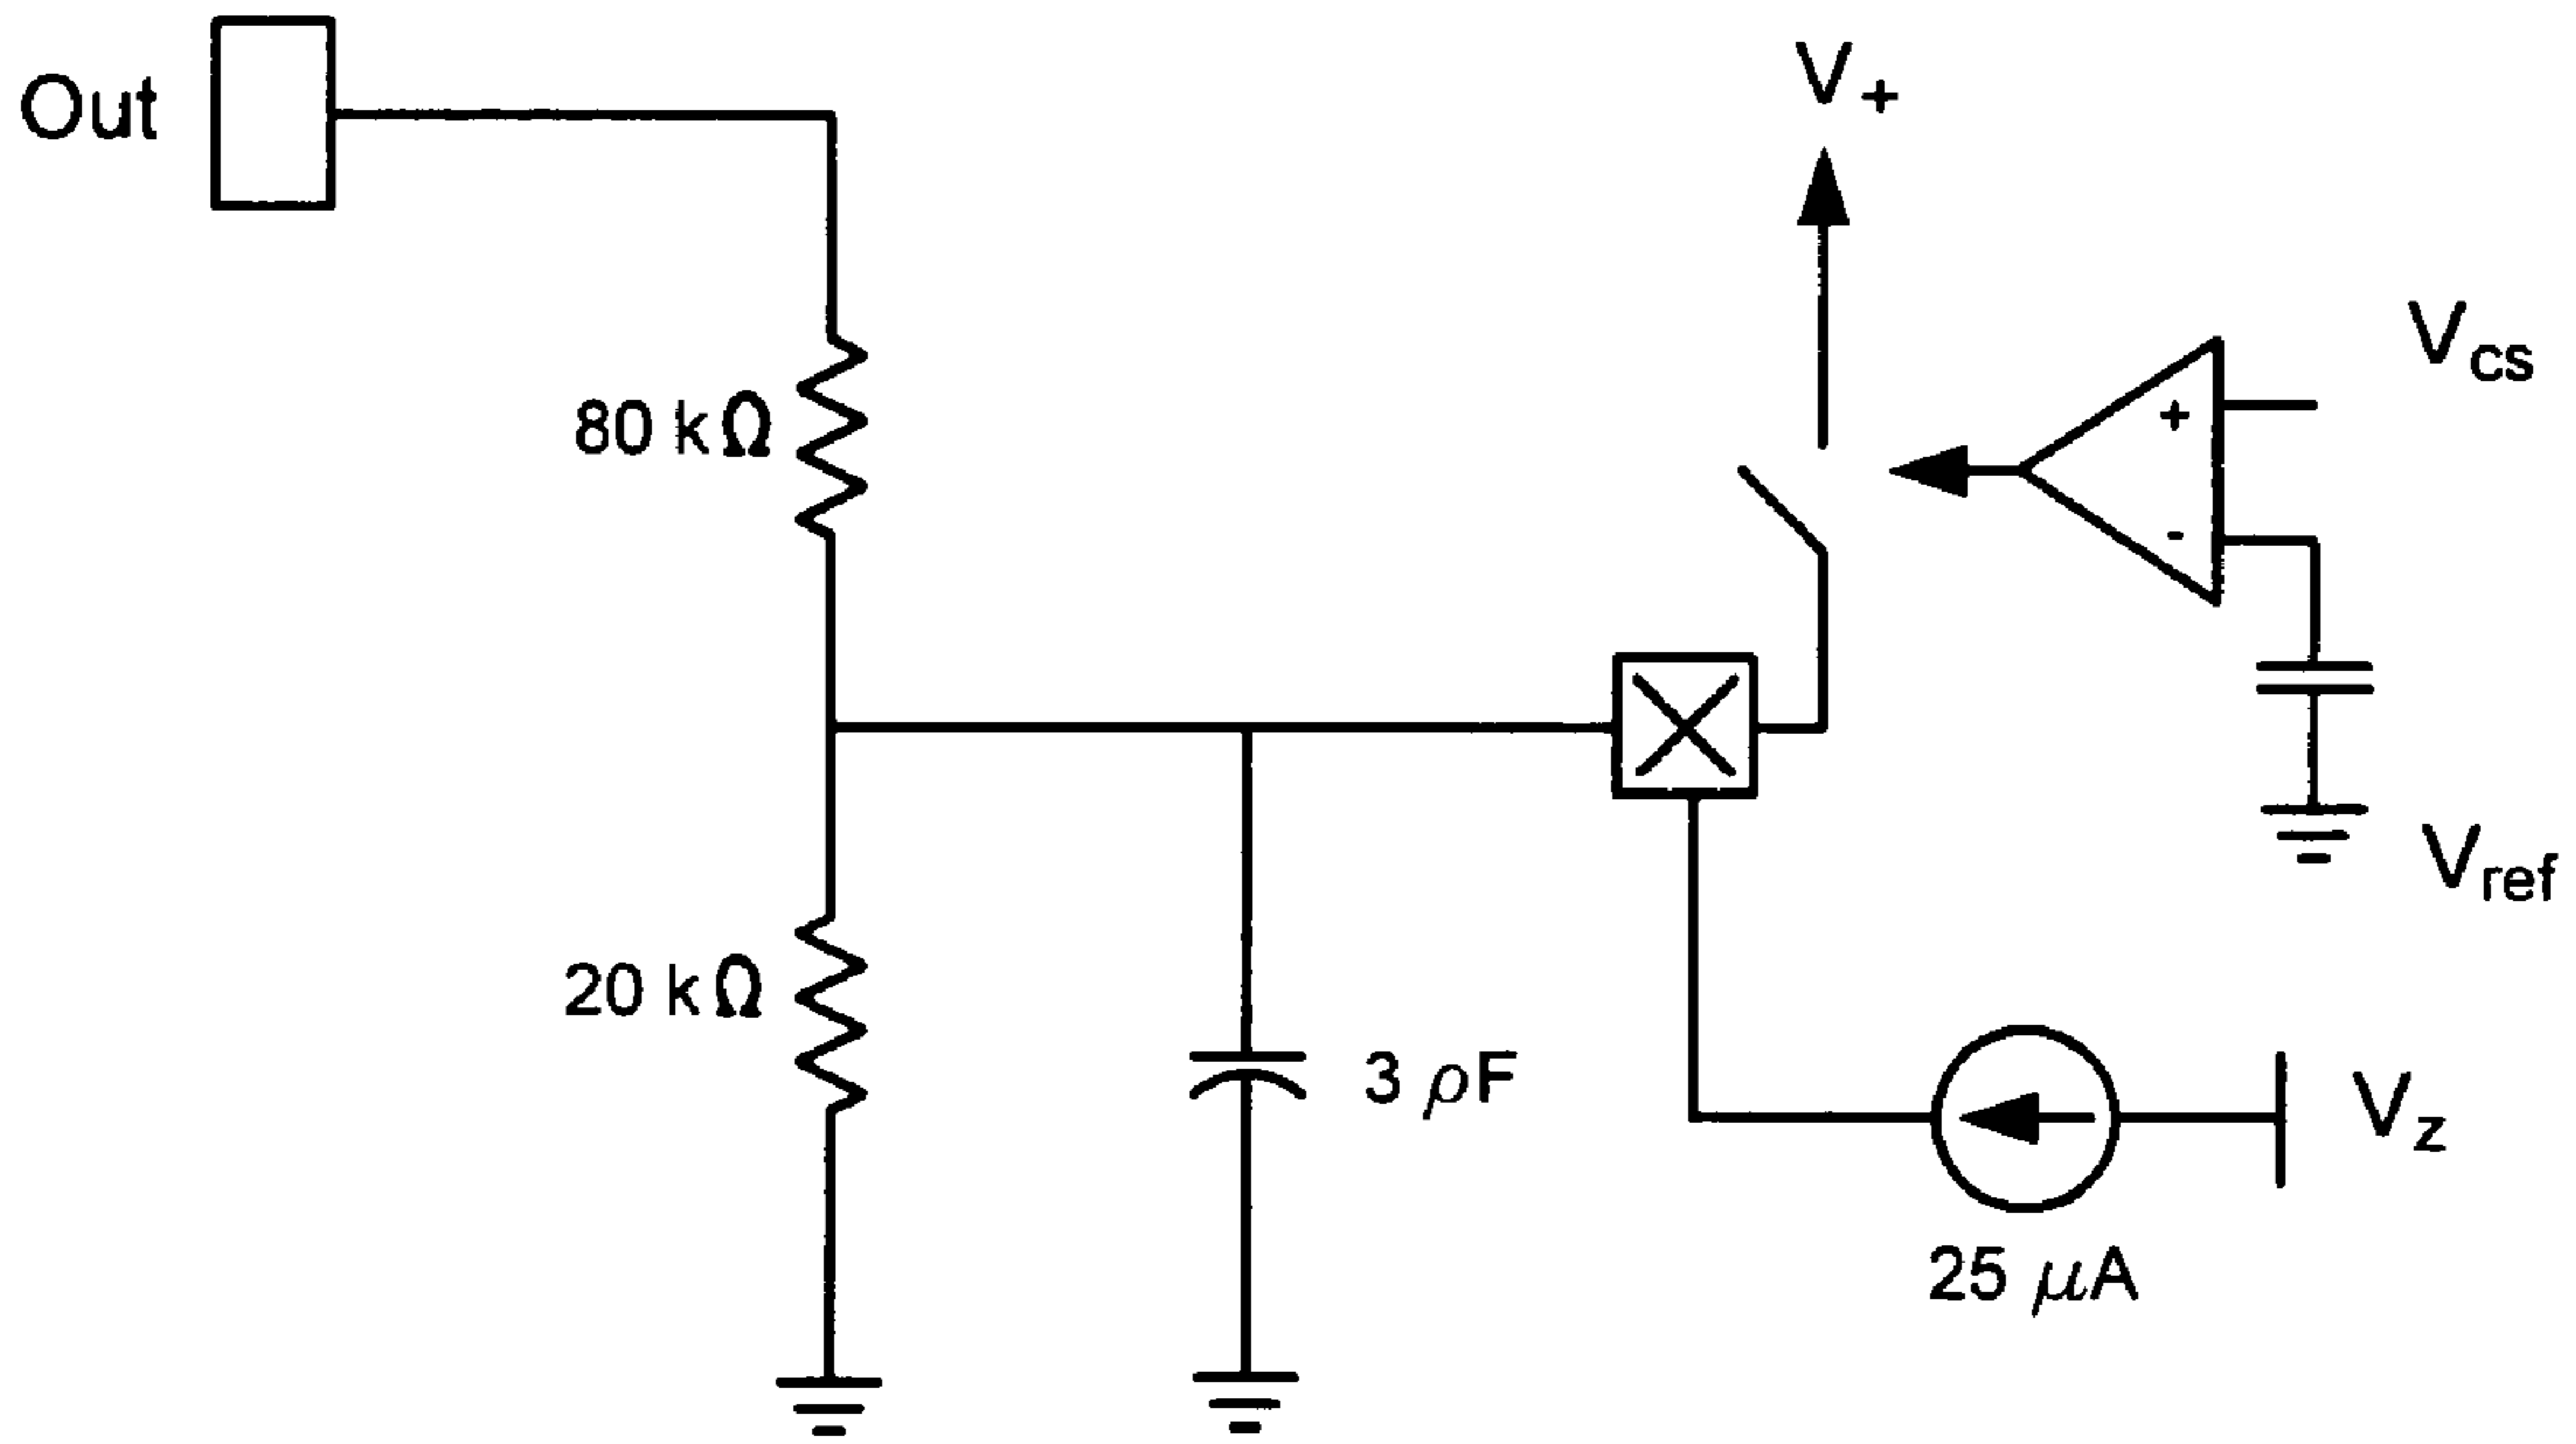 Out
V+
80 kΩ
+
Vcs
-
Vref
20 kΩ
3 ρF
Vz
25 μA